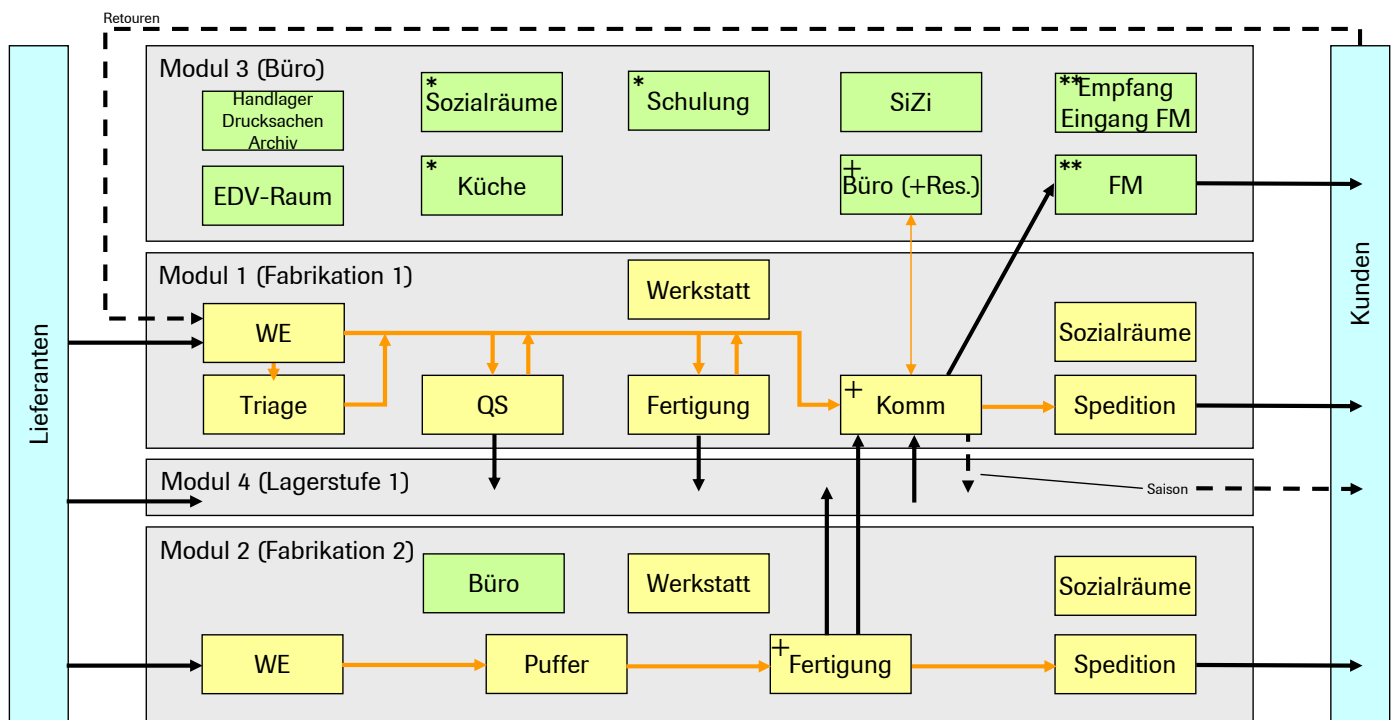 Retouren
Lieferanten
Kunden
Modul 3 (Büro)
Handlager
Drucksachen
Archiv
*
Sozialräume
*
Schulung
SiZi
**Empfang
Eingang FM
EDV-Raum
*
Küche
+
Büro (+Res.)
**
FM
Modul 1 (Fabrikation 1)
Werkstatt
WE
Sozialräume
Triage
QS
Fertigung
+
Komm
Spedition
Modul 4 (Lagerstufe 1)
Saison
Modul 2 (Fabrikation 2)
Büro
Werkstatt
Sozialräume
WE
Puffer
+
Fertigung
Spedition